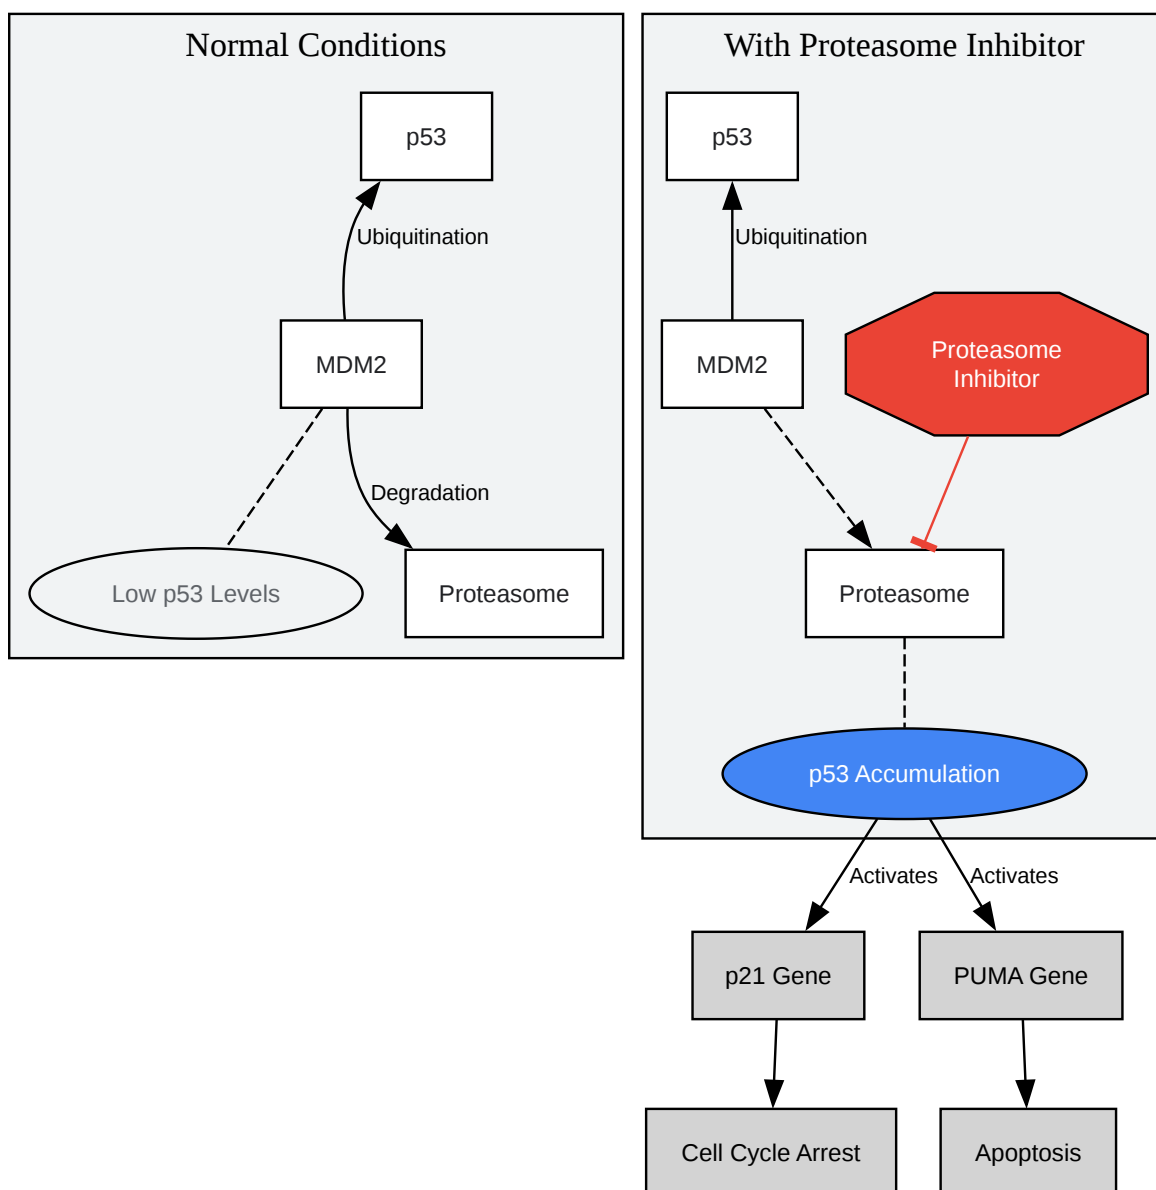 Normal Conditions
p53
Ubiquitination
MDM2
Degradation
Low p53 Levels
Proteasome
With Proteasome Inhibitor
p53
Ubiquitination
MDM2
Proteasome
Inhibitor
Proteasome
p53 Accumulation
Activates
Activates
p21 Gene
PUMA Gene
Cell Cycle Arrest
Apoptosis